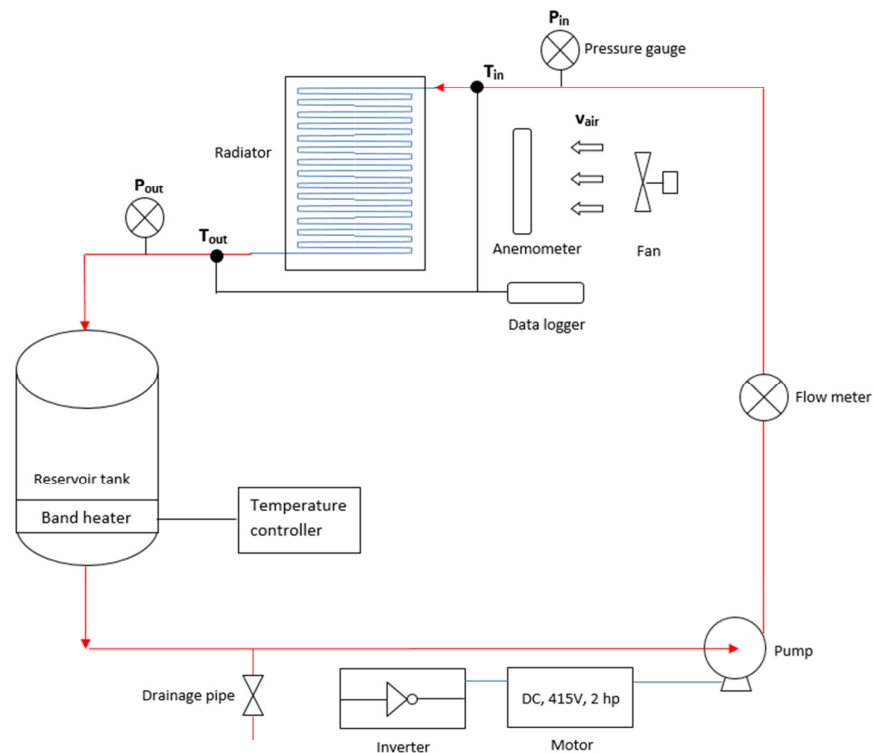 Pin
Pressure gauge
Tin
vair
Radiator
Pout
Tout
Anemometer
Fan
Data logger
Flow meter
Reservoir tank
Band heater
Temperature
controller
Pump
Drainage pipe
DC, 415V, 2 hp
Inverter
Motor